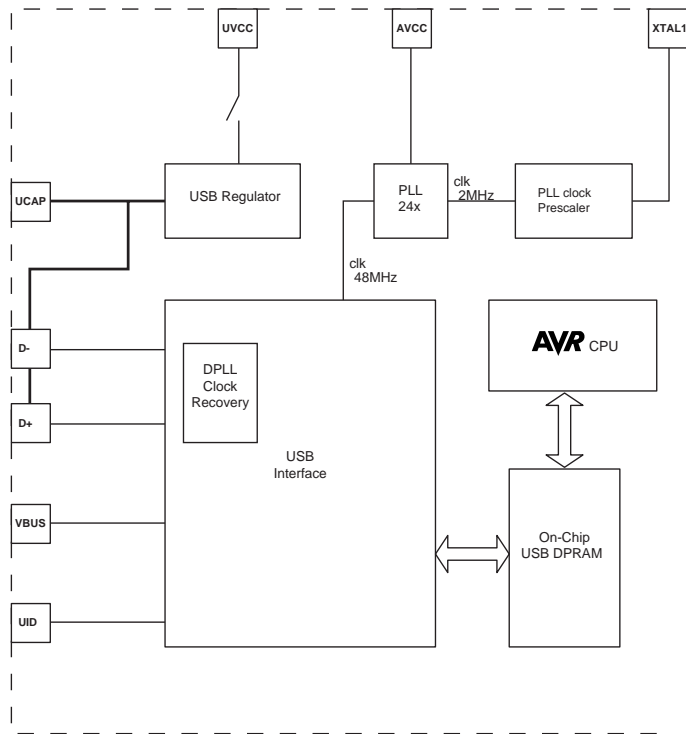 UVCC
AVCC
XTAL1
USB Regulator
PLL
24x
clk
2MHz
PLL clock
Prescaler
UCAP
clk
48MHz
D-
DPLL
Clock
Recovery
AVR CPU
D+
USB
Interface
VBUS
On-Chip
USB DPRAM
UID